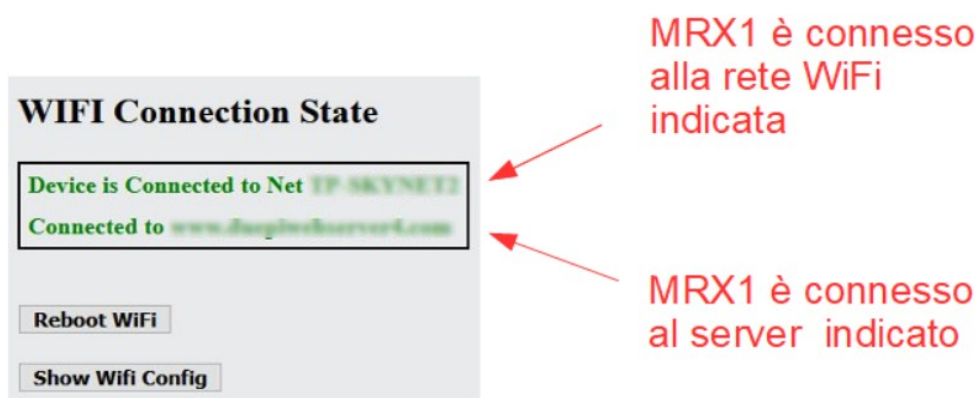 MRX1 è connesso
alla rete WiFi
indicata
WIFI Connection State
Device is Connected to Net
Connected to
Reboot WiFi
Show Wifi Config
MRX1 è connesso
al server indicato